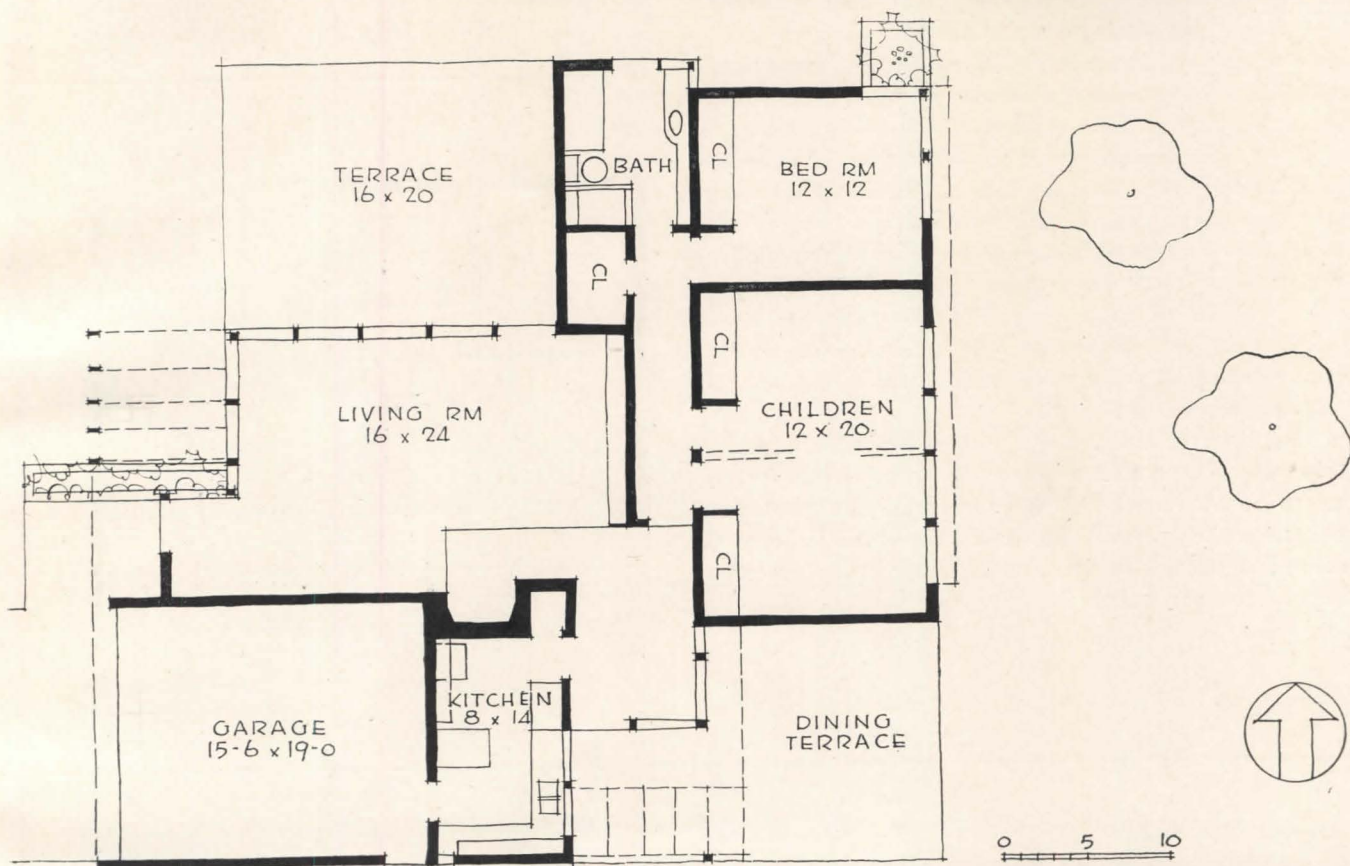 TERRACE
16 x 20
BATH
CL
BED RM
12 x 12
CL
CL
LIVING RM
16 x 24
CHILDREN
12 x 20
CL
KITCHEN
8 x 14
GARAGE
15-6 x 19-0
DINING
TERRACE
0 5 10